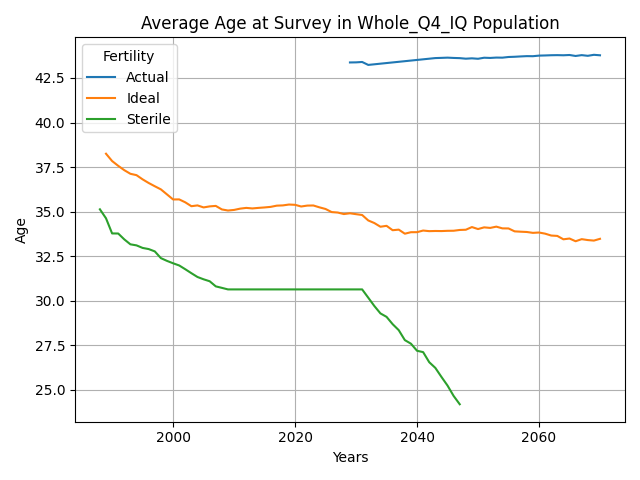 Average Age at Survey in Whole_Q4_IQ Population
Fertility
Actual
Ideal
Sterile
Age
42.5
40.0
37.5
35.0
32.5
30.0
27.5
25.0
2000 2020 2040 2060
Years